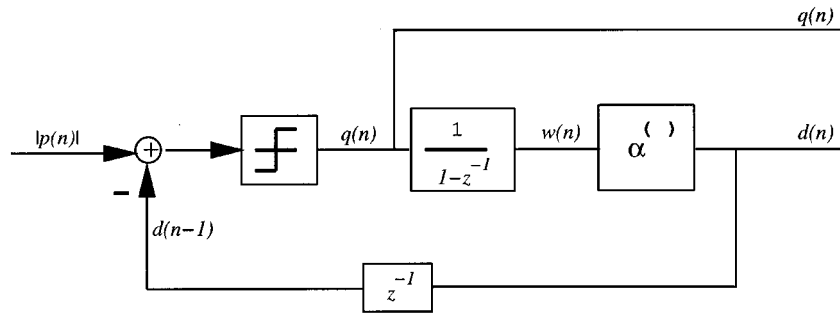 q(n)
|p(n)|
+
q(n)
1
1-z^{-1}
w(n)
α^{( )}
d(n)
−
d(n-1)
z^{-1}